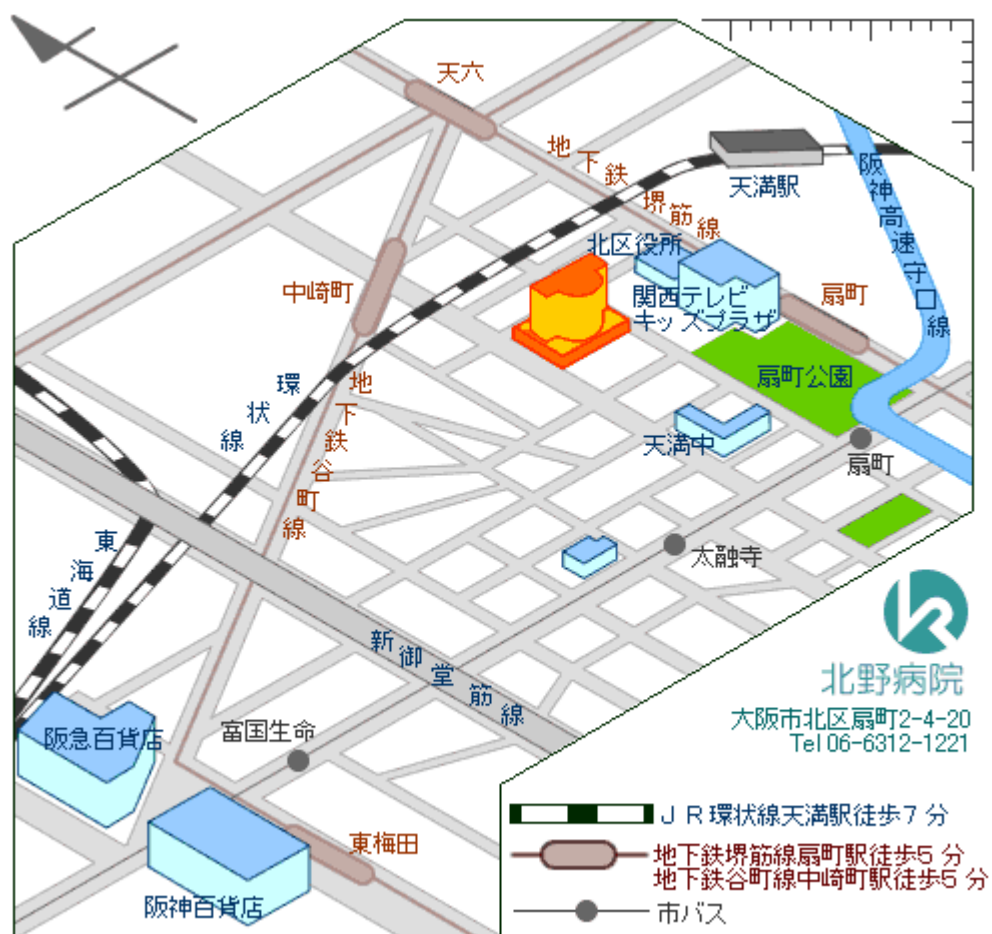 天六
地下鉄堺筋線
天満駅
阪神高速守口線
北区役所
関西テレビ
キッズプラザ
扇町
中崎町
扇町公園
環状線
地下鉄谷町線
天満中
扇町
太融寺
東海道線
新御堂筋線
北野病院
大阪市北区扇町2-4-20
Tel 06-6312-1221
富国生命
阪急百貨店
東梅田
阪神百貨店
JR環状線天満駅徒歩7分
地下鉄堺筋線扇町駅徒歩5分
地下鉄谷町線中崎町駅徒歩5分
市バス